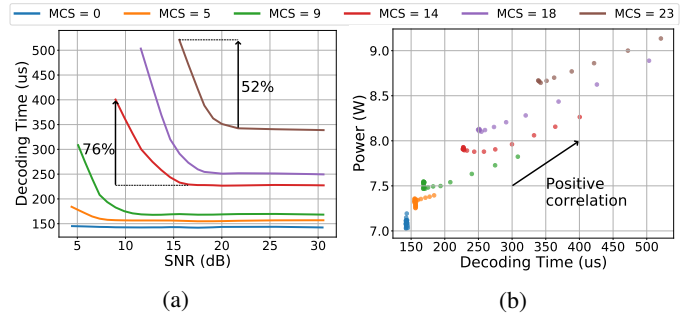 MCS = 0 MCS = 5 MCS = 9 MCS = 14 MCS = 18 MCS = 23
Decoding Time (us)
500
450
400
350
300
250
200
150
76%
52%
5 10 15 20 25 30
SNR (dB)
(a)
Power (W)
9.0
8.5
8.0
7.5
7.0
Positive
correlation
150 200 250 300 350 400 450 500
Decoding Time (us)
(b)